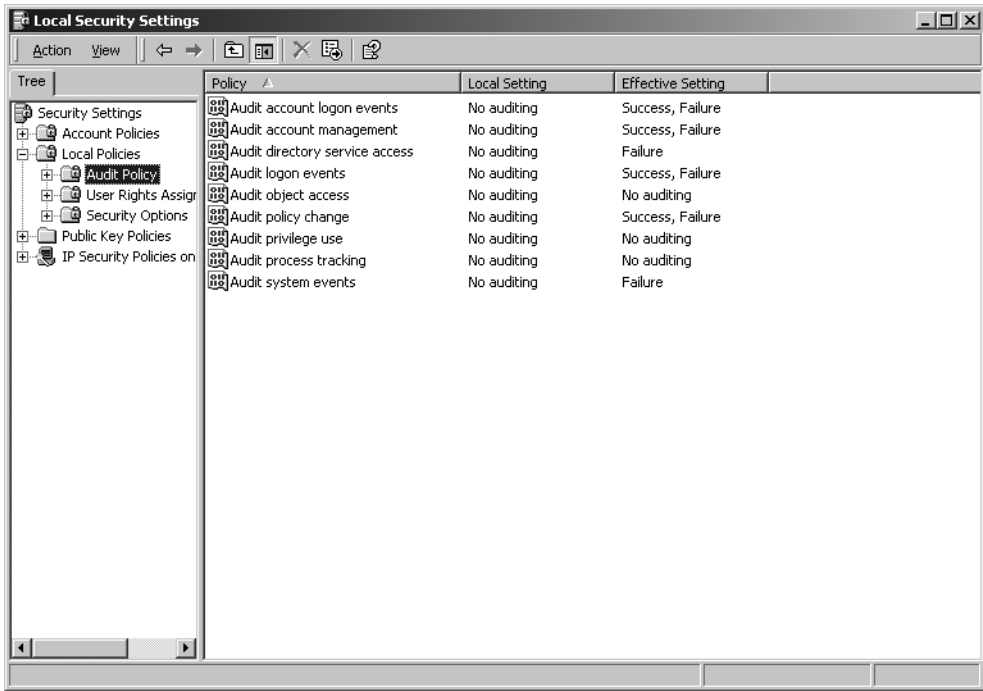 Local Security Settings
Action View
Tree
Policy Local Setting Effective Setting
Security Settings
Account Policies
Local Policies
Audit Policy
User Rights Assigr
Security Options
Public Key Policies
IP Security Policies on
Audit account logon events No auditing Success, Failure
Audit account management No auditing Success, Failure
Audit directory service access No auditing Failure
Audit logon events No auditing Success, Failure
Audit object access No auditing No auditing
Audit policy change No auditing Success, Failure
Audit privilege use No auditing No auditing
Audit process tracking No auditing No auditing
Audit system events No auditing Failure